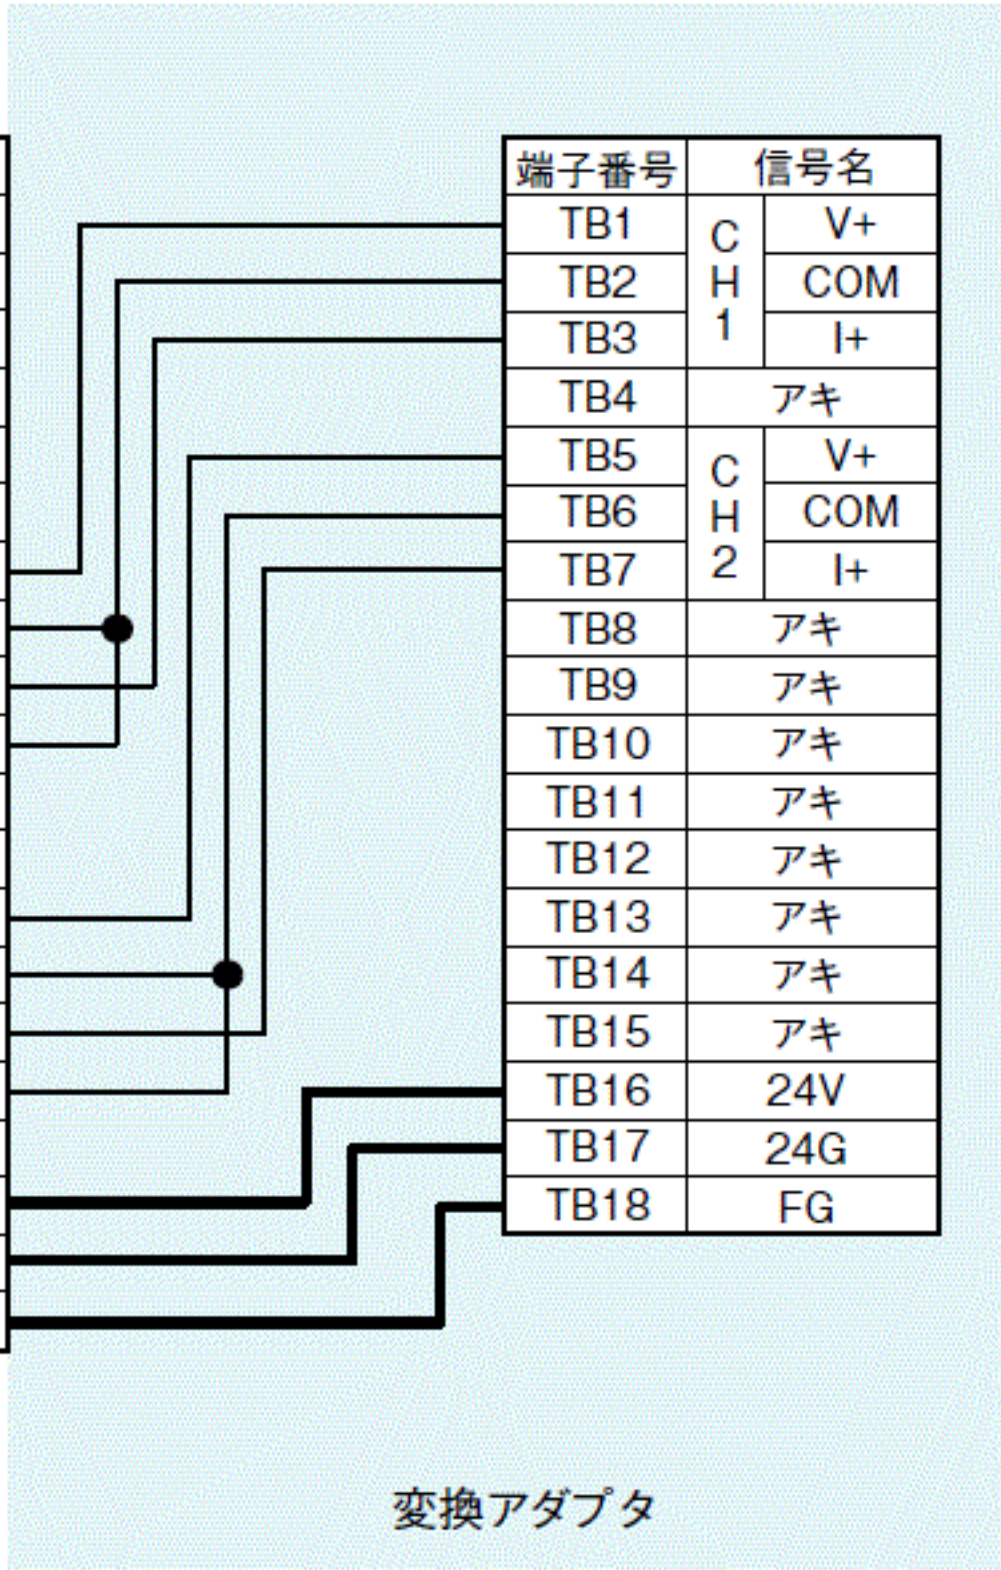 端子番号 信号名
TB1 CH1 V+
TB2 COM
TB3 I+
TB4 アキ
TB5 CH2 V+
TB6 COM
TB7 I+
TB8 アキ
TB9 アキ
TB10 アキ
TB11 アキ
TB12 アキ
TB13 アキ
TB14 アキ
TB15 アキ
TB16 24V
TB17 24G
TB18 FG
変換アダプタ